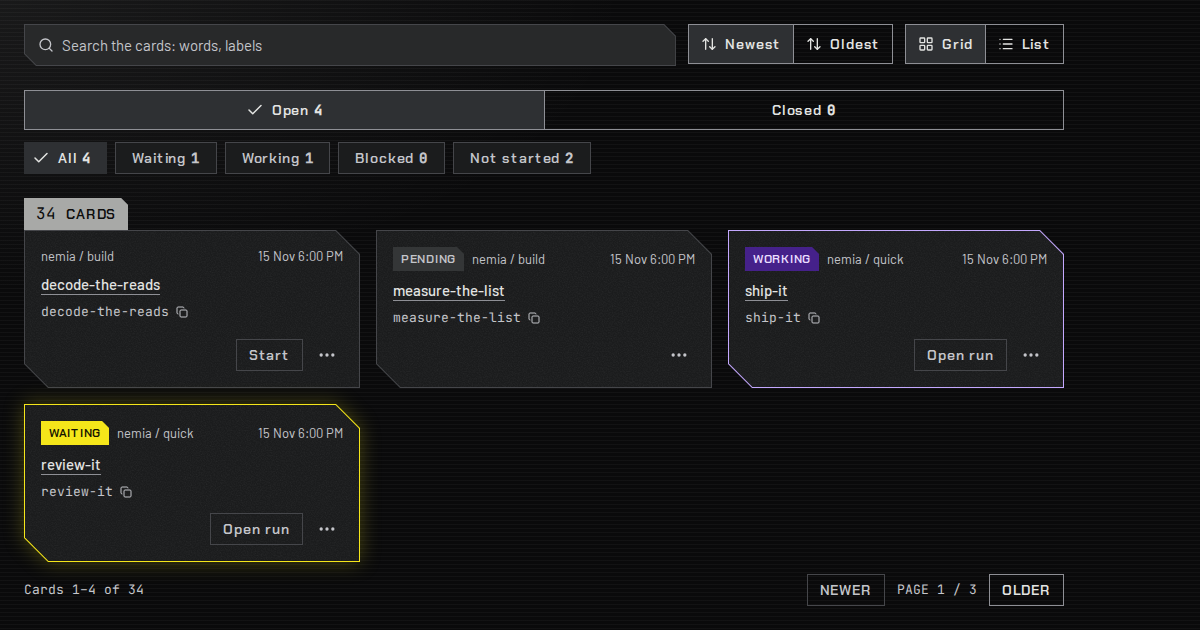 Search the cards: words, labels
Newest Oldest Grid List
Open 4 Closed 0
All 4 Waiting 1 Working 1 Blocked 0 Not started 2
34 CARDS
nemia / build 15 Nov 6:00 PM
decode-the-reads
decode-the-reads
Start
PENDING nemia / build 15 Nov 6:00 PM
measure-the-list
measure-the-list
WORKING nemia / quick 15 Nov 6:00 PM
ship-it
ship-it
Open run
WAITING nemia / quick 15 Nov 6:00 PM
review-it
review-it
Open run
Cards 1–4 of 34 NEWER PAGE 1 / 3 OLDER